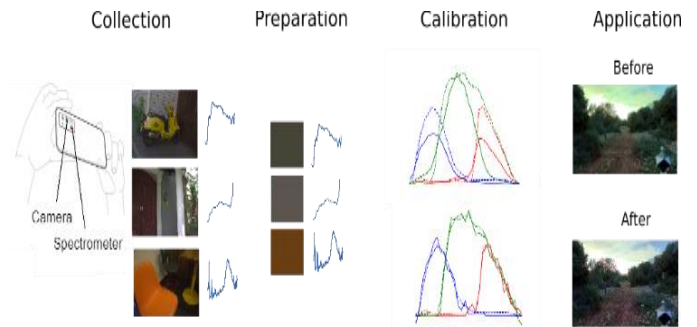 Collection
Preparation
Calibration
Application
Before
Camera
Spectrometer
After